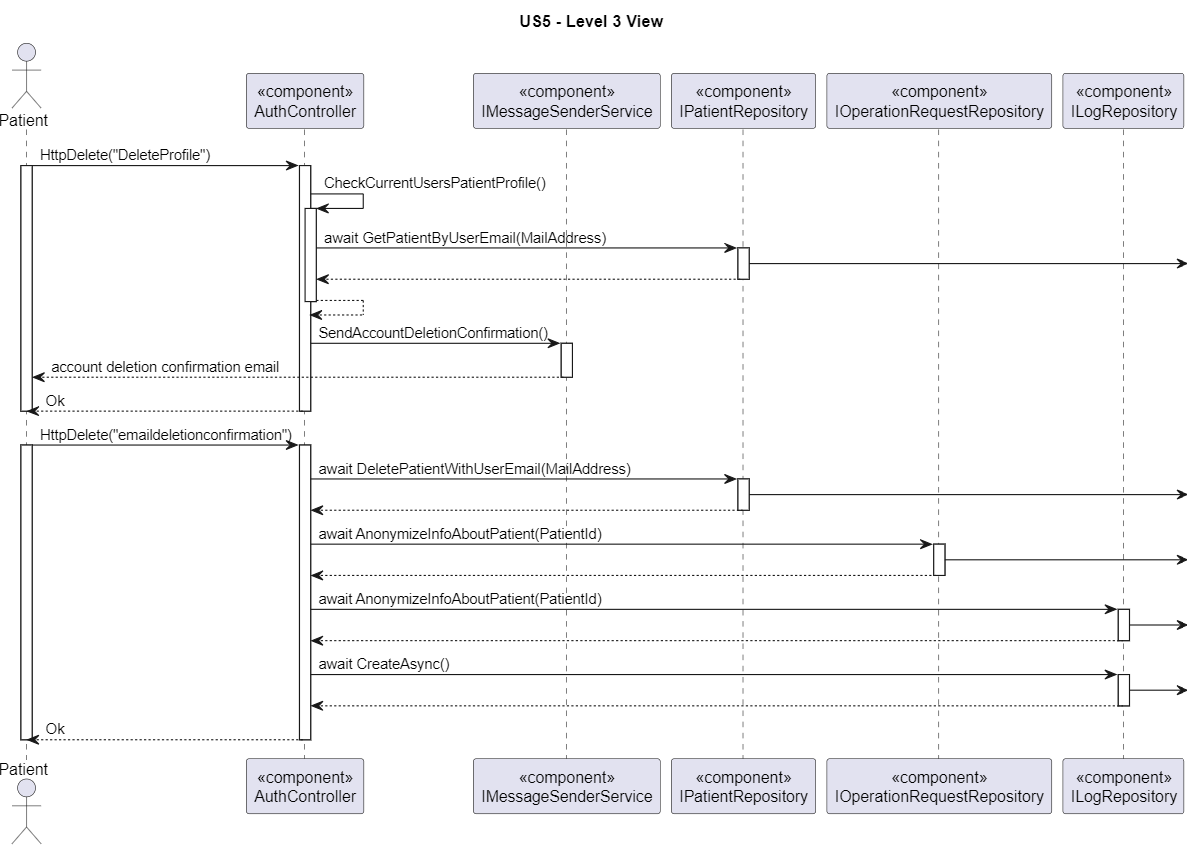 US5 - Level 3 View
Patient
«component»
AuthController
«component»
IMessageSenderService
«component»
IPatientRepository
«component»
IOperationRequestRepository
«component»
ILogRepository
HttpDelete("DeleteProfile")
CheckCurrentUsersPatientProfile()
await GetPatientByUserEmail(MailAddress)
SendAccountDeletionConfirmation()
account deletion confirmation email
Ok
HttpDelete("emaildeletionconfirmation")
await DeletePatientWithUserEmail(MailAddress)
await AnonymizeInfoAboutPatient(PatientId)
await AnonymizeInfoAboutPatient(PatientId)
await CreateAsync()
Ok
Patient
«component»
AuthController
«component»
IMessageSenderService
«component»
IPatientRepository
«component»
IOperationRequestRepository
«component»
ILogRepository